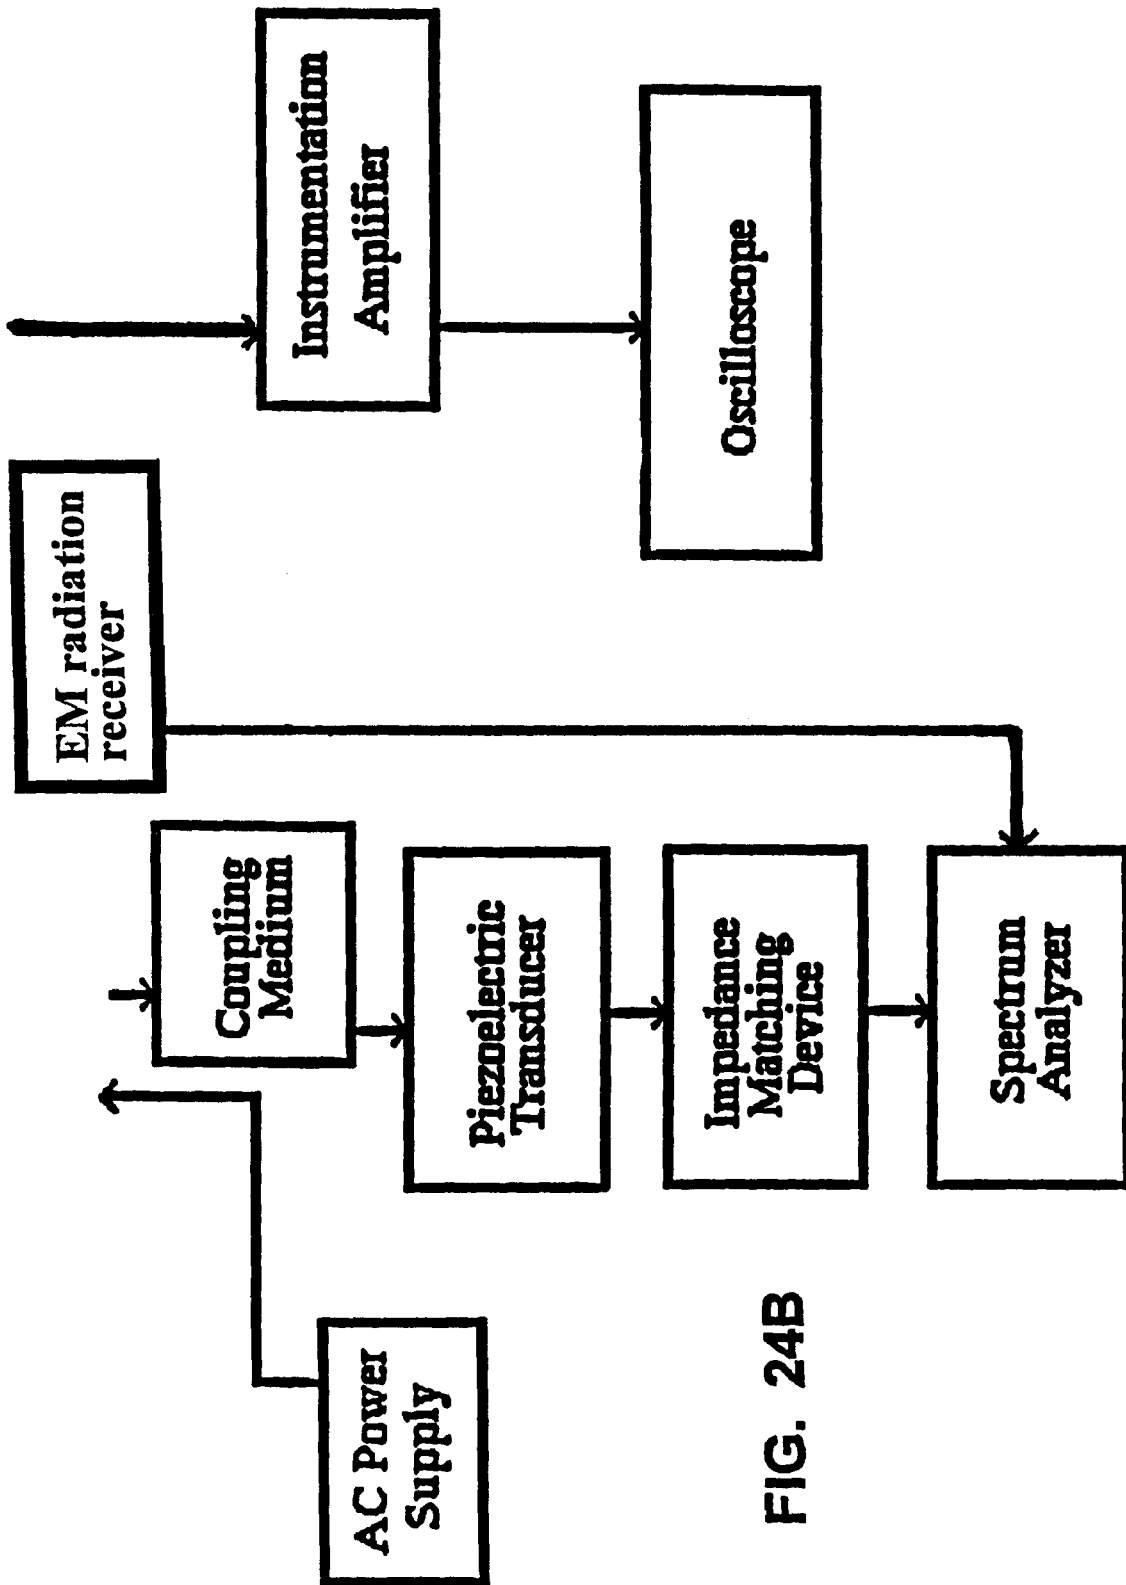 AC Power
Supply
Coupling
Medium
EM radiation
receiver
Instrumentation
Amplifier
Piezoelectric
Transducer
Impedance
Matching
Device
Oscilloscope
Spectrum
Analyzer
FIG. 24B